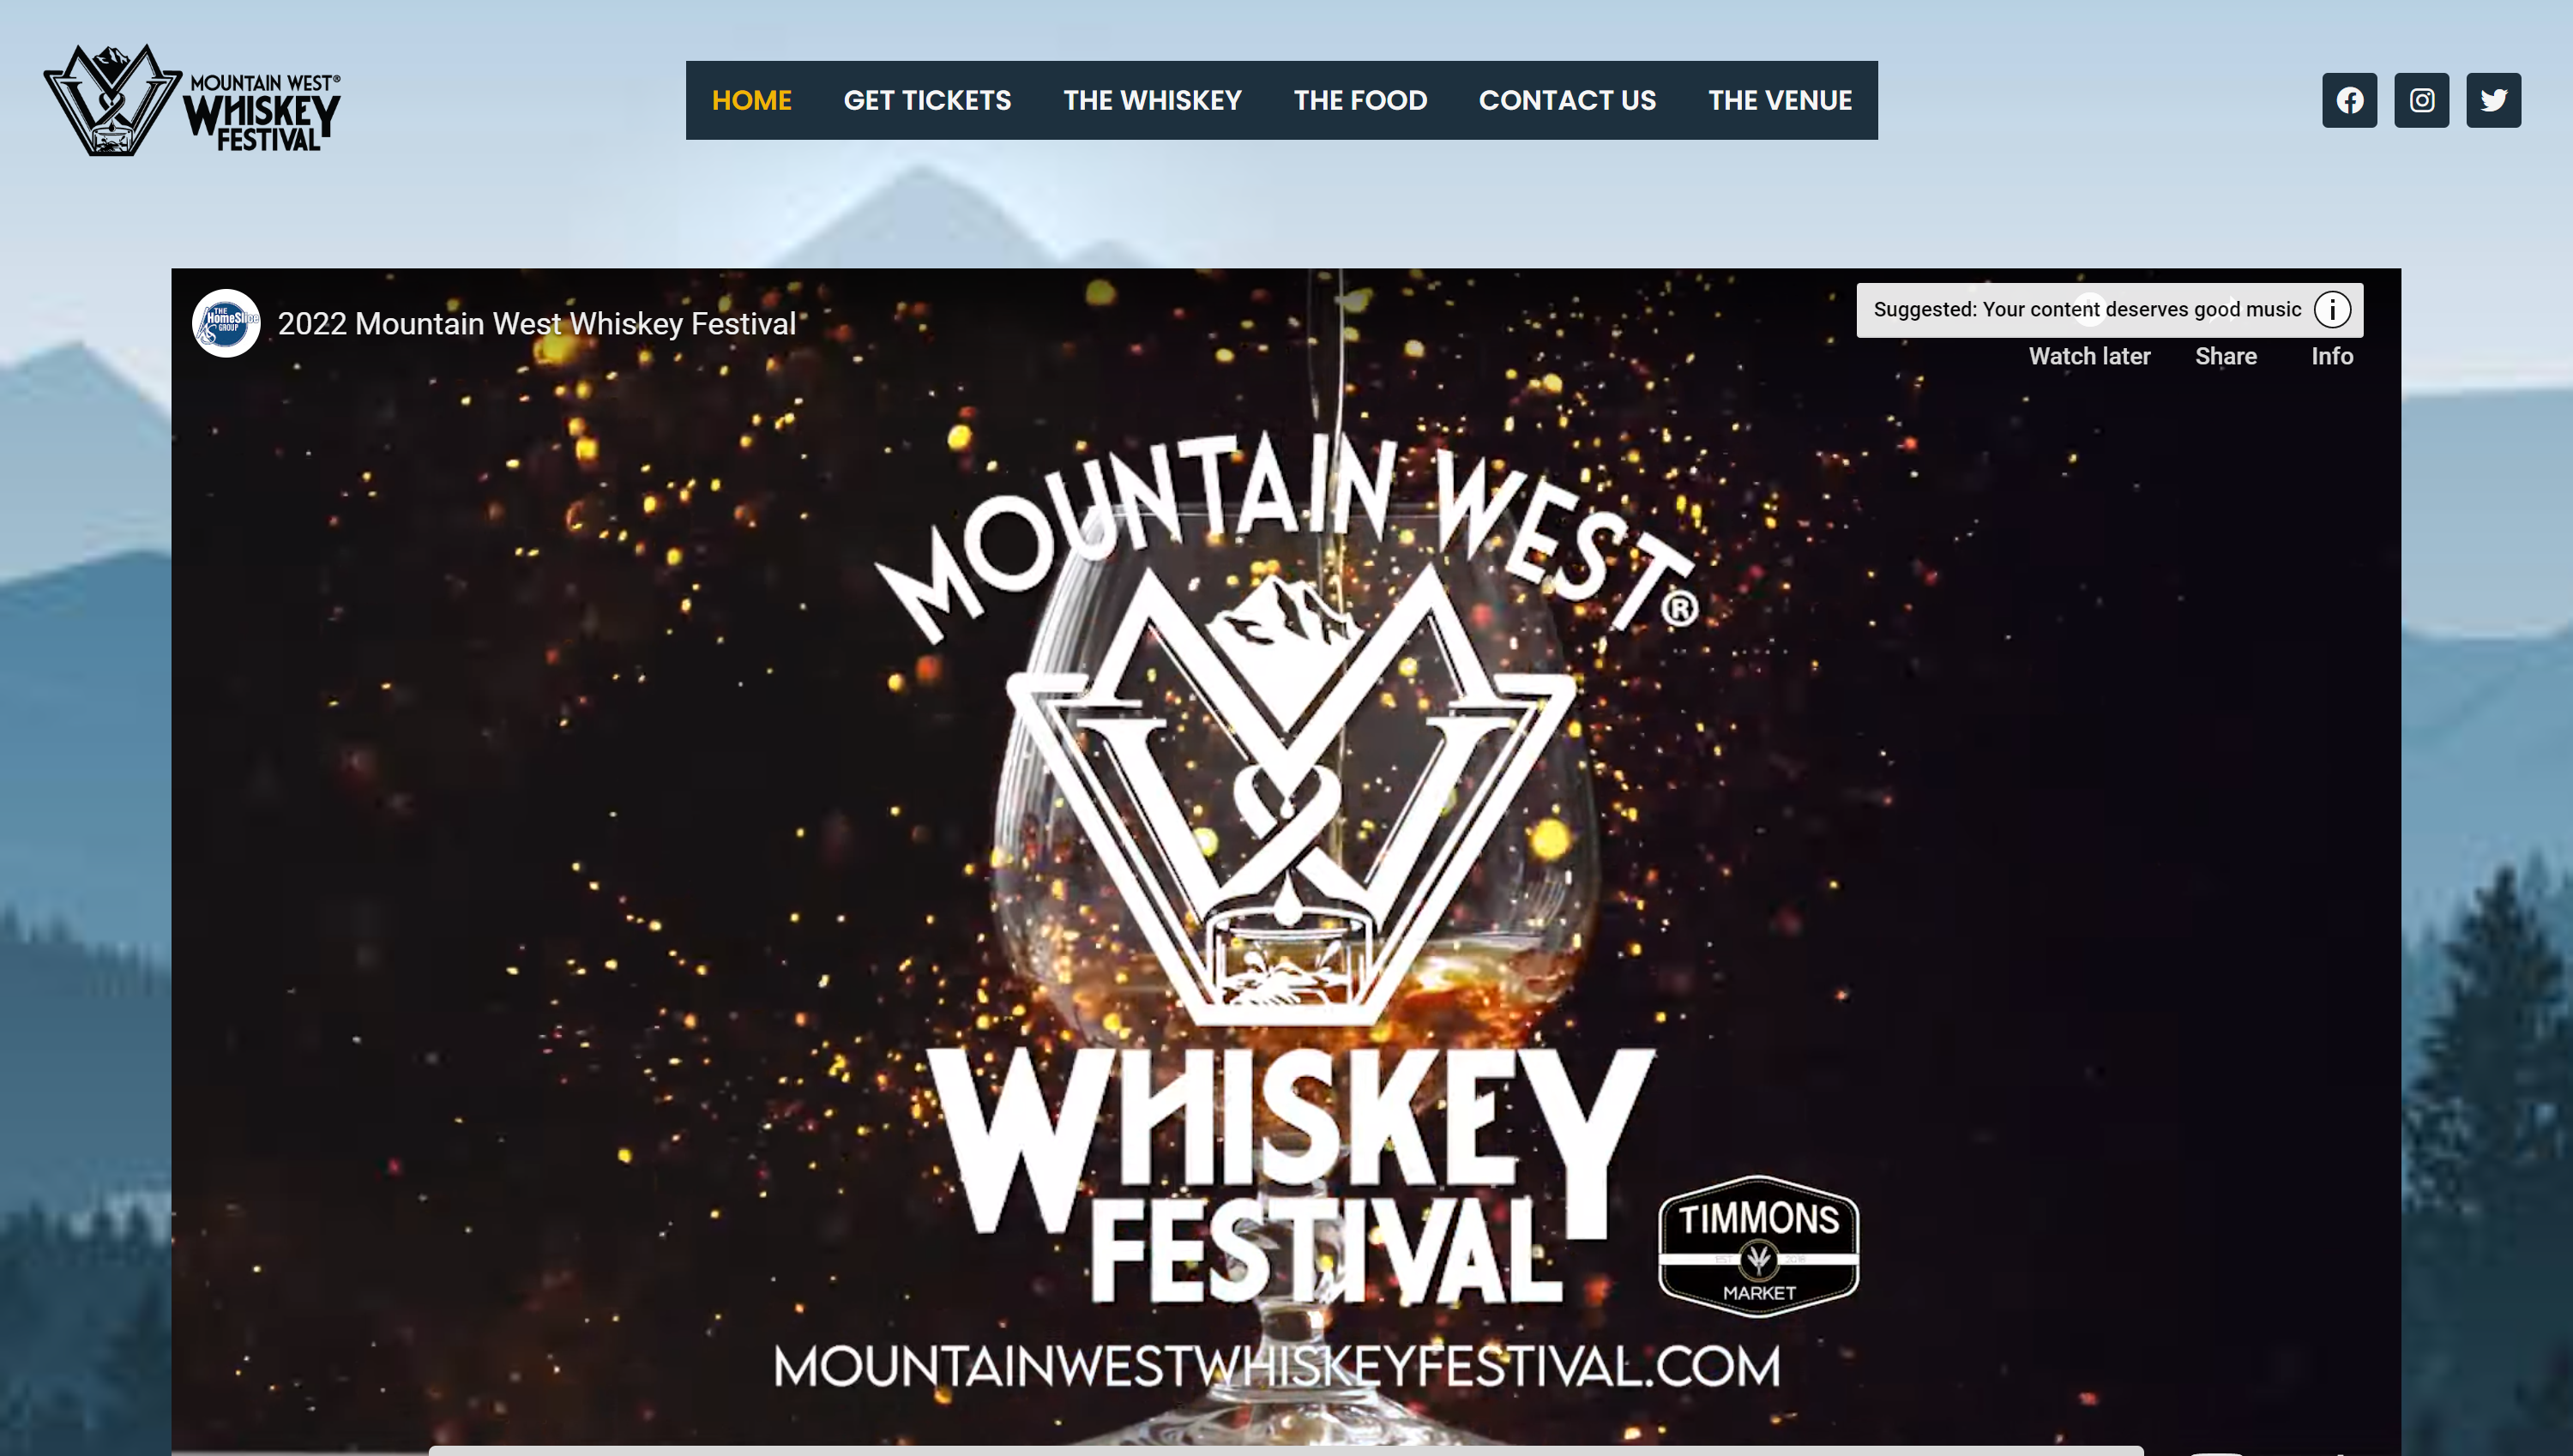 MOUNTAIN WEST®
WHISKEY
FESTIVAL
HOME GET TICKETS THE WHISKEY THE FOOD CONTACT US THE VENUE
THE
HomeSlice
GROUP
2022 Mountain West Whiskey Festival
Suggested: Your content deserves good music
Watch later Share Info
MOUNTAIN WEST®
WHISKEY
FESTIVAL
TIMMONS
MARKET
MOUNTAINWESTWHISKEYFESTIVAL.COM